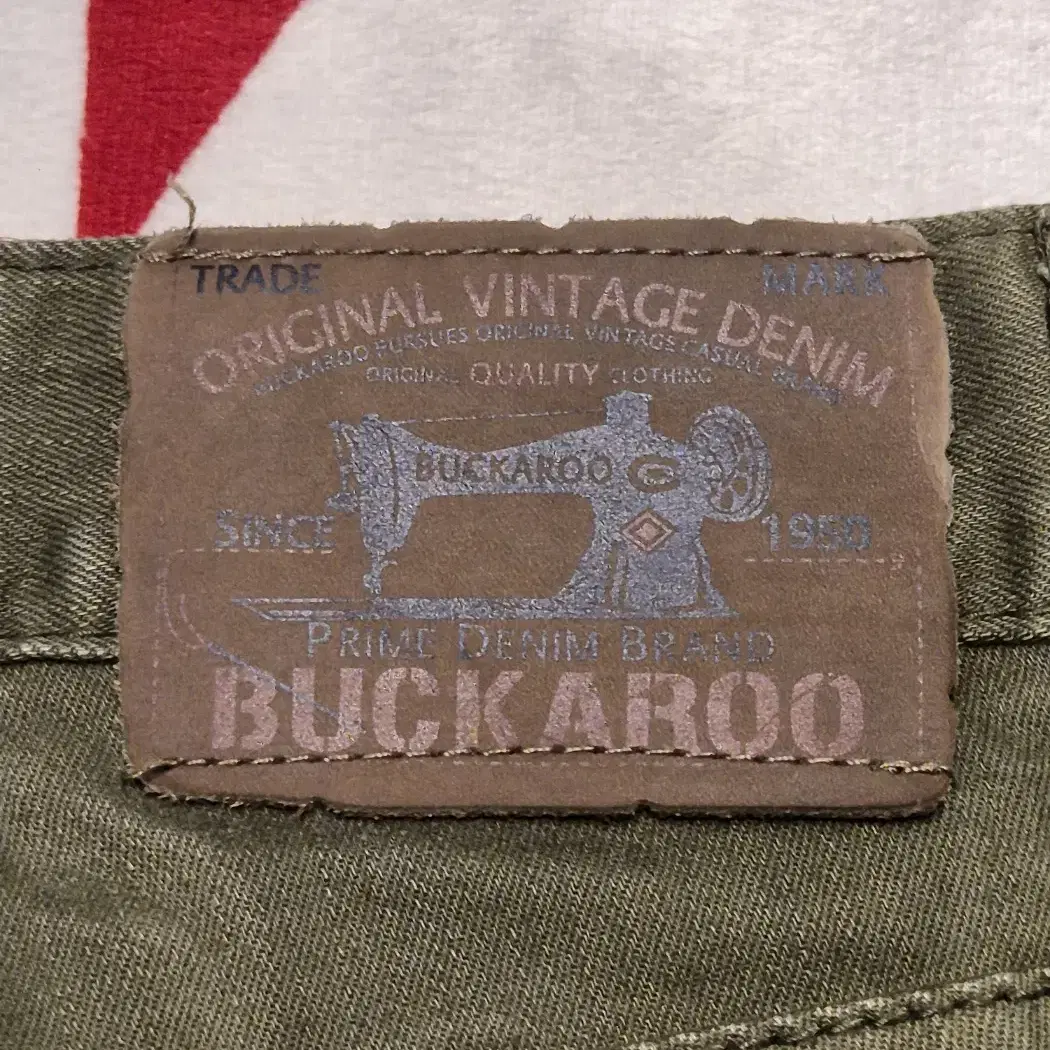 TRADE MARK
ORIGINAL VINTAGE DENIM
BUCKAROO PURSUES ORIGINAL VINTAGE CASUAL BRAND
ORIGINAL QUALITY CLOTHING
BUCKAROO
SINCE 1950
PRIME DENIM BRAND
BUCKAROO